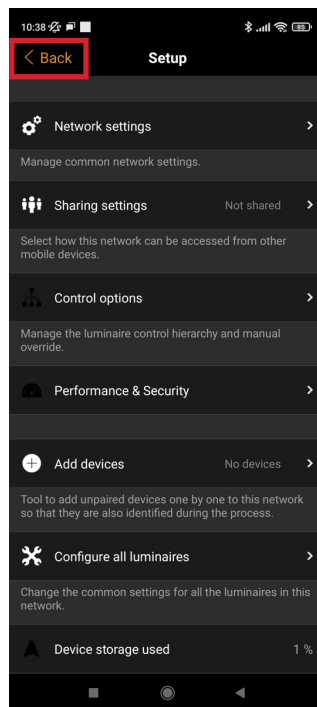 10:38
85
Back
Setup
Network settings
Manage common network settings.
Sharing settings Not shared
Select how this network can be accessed from other
mobile devices.
Control options
Manage the luminaire control hierarchy and manual
override.
Performance & Security
Add devices No devices
Tool to add unpaired devices one by one to this network
so that they are also identified during the process.
Configure all luminaires
Change the common settings for all the luminaires in this
network.
Device storage used 1 %